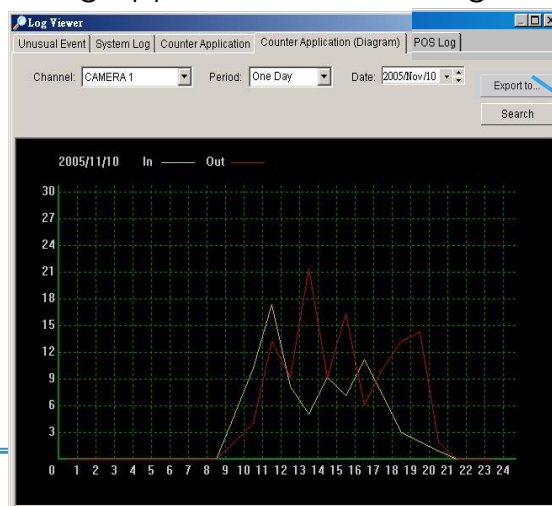 Log Viewer
Unusual Event System Log Counter Application Counter Application (Diagram) POS Log
Channel: CAMERA 1 Period: One Day Date: 2005/Nov/10
Export to...
Search
2005/11/10 In Out
30
27
24
21
18
15
12
9
6
3
0 1 2 3 4 5 6 7 8 9 10 11 12 13 14 15 16 17 18 19 20 21 22 23 24